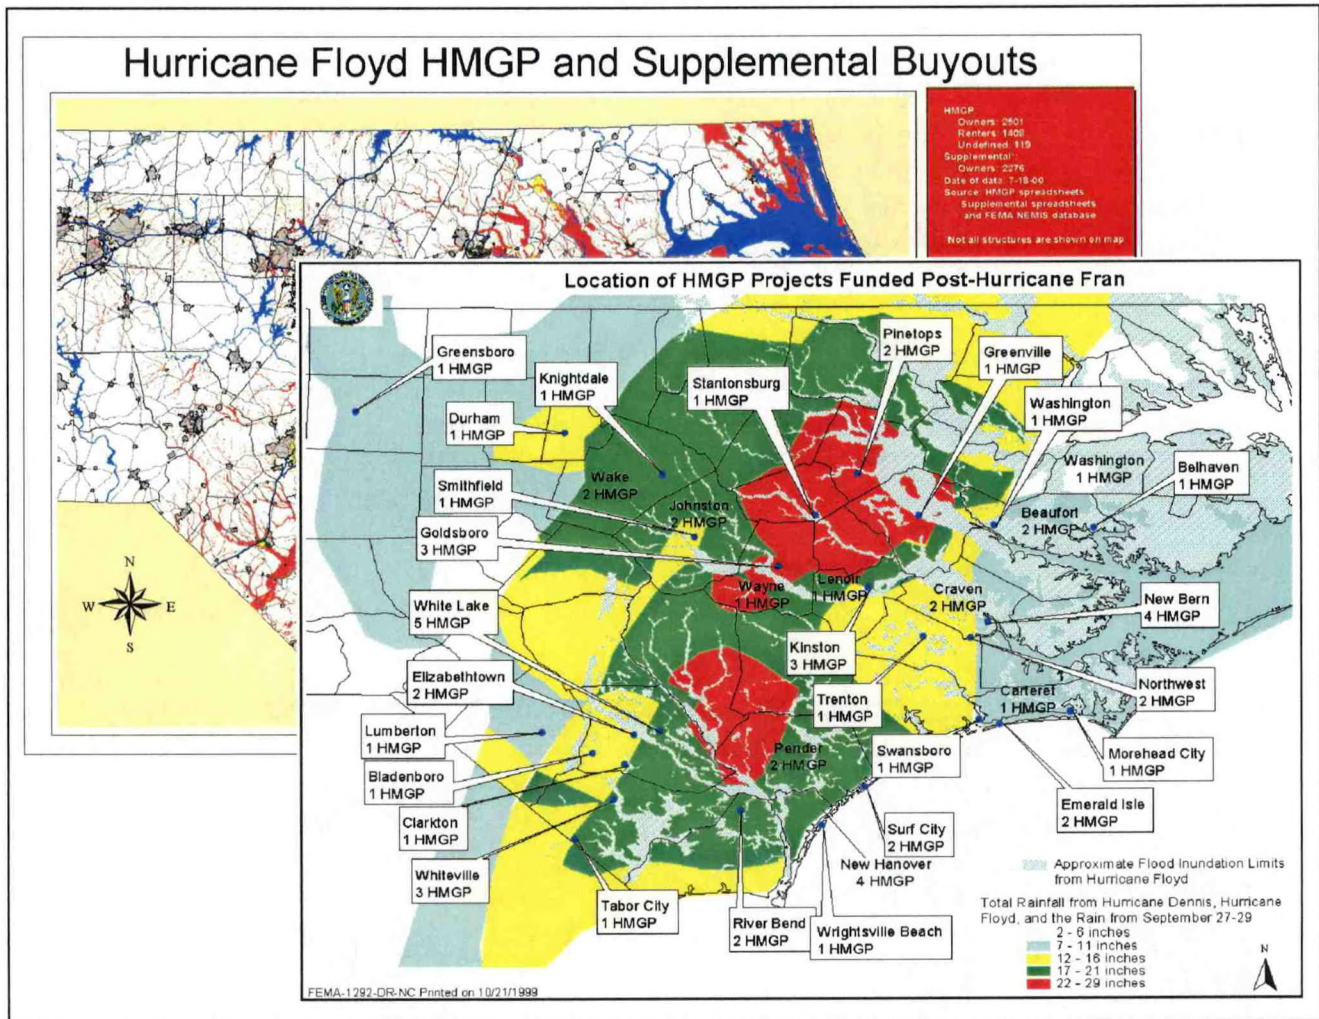 Hurricane Floyd HMGP and Supplemental Buyouts
HMGP
Owners: 2501
Renters: 1409
Undefined: 119
Supplemental:
Owners: 2276
Date of data: 7-18-00
Source: HMGP spreadsheets
Supplemental spreadsheets
and FEMA NEMIS database
Not all structures are shown on map
N
W
E
S
Location of HMGP Projects Funded Post-Hurricane Fran
Greensboro
1 HMGP
Knightdale
1 HMGP
Durham
1 HMGP
Stantonsburg
1 HMGP
Pinetops
2 HMGP
Greenville
1 HMGP
Washington
1 HMGP
Washington
1 HMGP
Belhaven
1 HMGP
Wake
2 HMGP
Smithfield
1 HMGP
Johnston
2 HMGP
Beaufort
2 HMGP
Goldsboro
3 HMGP
Wayne
1 HMGP
Lenoir
1 HMGP
Craven
2 HMGP
New Bern
4 HMGP
White Lake
5 HMGP
Kinston
3 HMGP
Elizabethtown
2 HMGP
Trenton
1 HMGP
Northwest
2 HMGP
Carteret
1 HMGP
Lumberton
1 HMGP
Pender
2 HMGP
Swansboro
1 HMGP
Morehead City
1 HMGP
Bladenboro
1 HMGP
Emerald Isle
2 HMGP
Clarkton
1 HMGP
Surf City
2 HMGP
Whiteville
3 HMGP
New Hanover
4 HMGP
Tabor City
1 HMGP
River Bend
2 HMGP
Wrightsville Beach
1 HMGP
Approximate Flood Inundation Limits
from Hurricane Floyd
Total Rainfall from Hurricane Dennis, Hurricane
Floyd, and the Rain from September 27-29
2 - 6 inches
7 - 11 inches
12 - 16 inches
17 - 21 inches
22 - 29 inches
N
FEMA-1292-DR-NC Printed on 10/21/1999